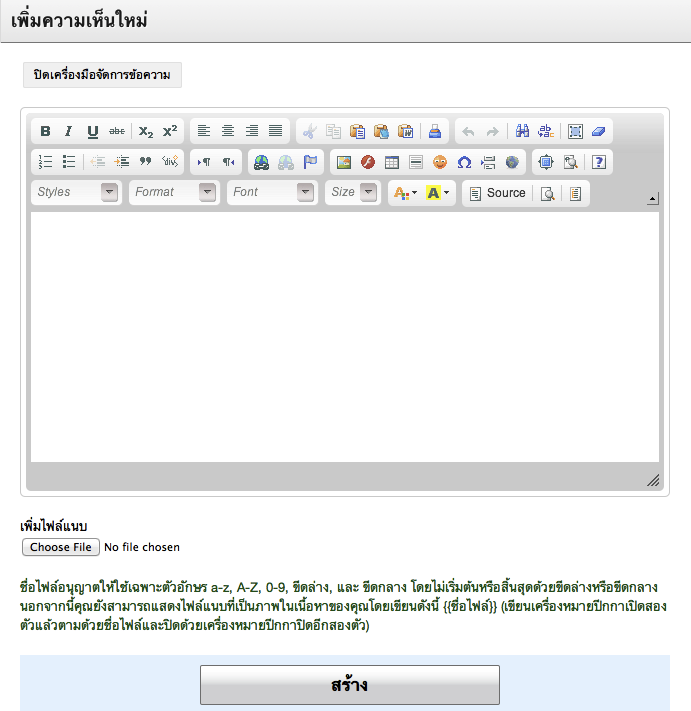 เพิ่มความเห็นใหม่
ปิดเครื่องมือจัดการข้อความ
B I U abc X₂ X²
Styles Format Font Size A A Source
เพิ่มไฟล์แนบ
Choose File No file chosen
ชื่อไฟล์อนุญาตให้ใช้เฉพาะตัวอักษร a-z, A-Z, 0-9, ขีดล่าง, และ ขีดกลาง โดยไม่เริ่มต้นหรือสิ้นสุดด้วยขีดล่างหรือขีดกลาง
นอกจากนี้คุณยังสามารถแสดงไฟล์แนบที่เป็นภาพในเนื้อหาของคุณโดยเขียนดังนี้ {{ชื่อไฟล์}} (เขียนเครื่องหมายปีกกาเปิดสอง
ตัวแล้วตามด้วยชื่อไฟล์และปิดด้วยเครื่องหมายปีกกาปิดอีกสองตัว)
สร้าง